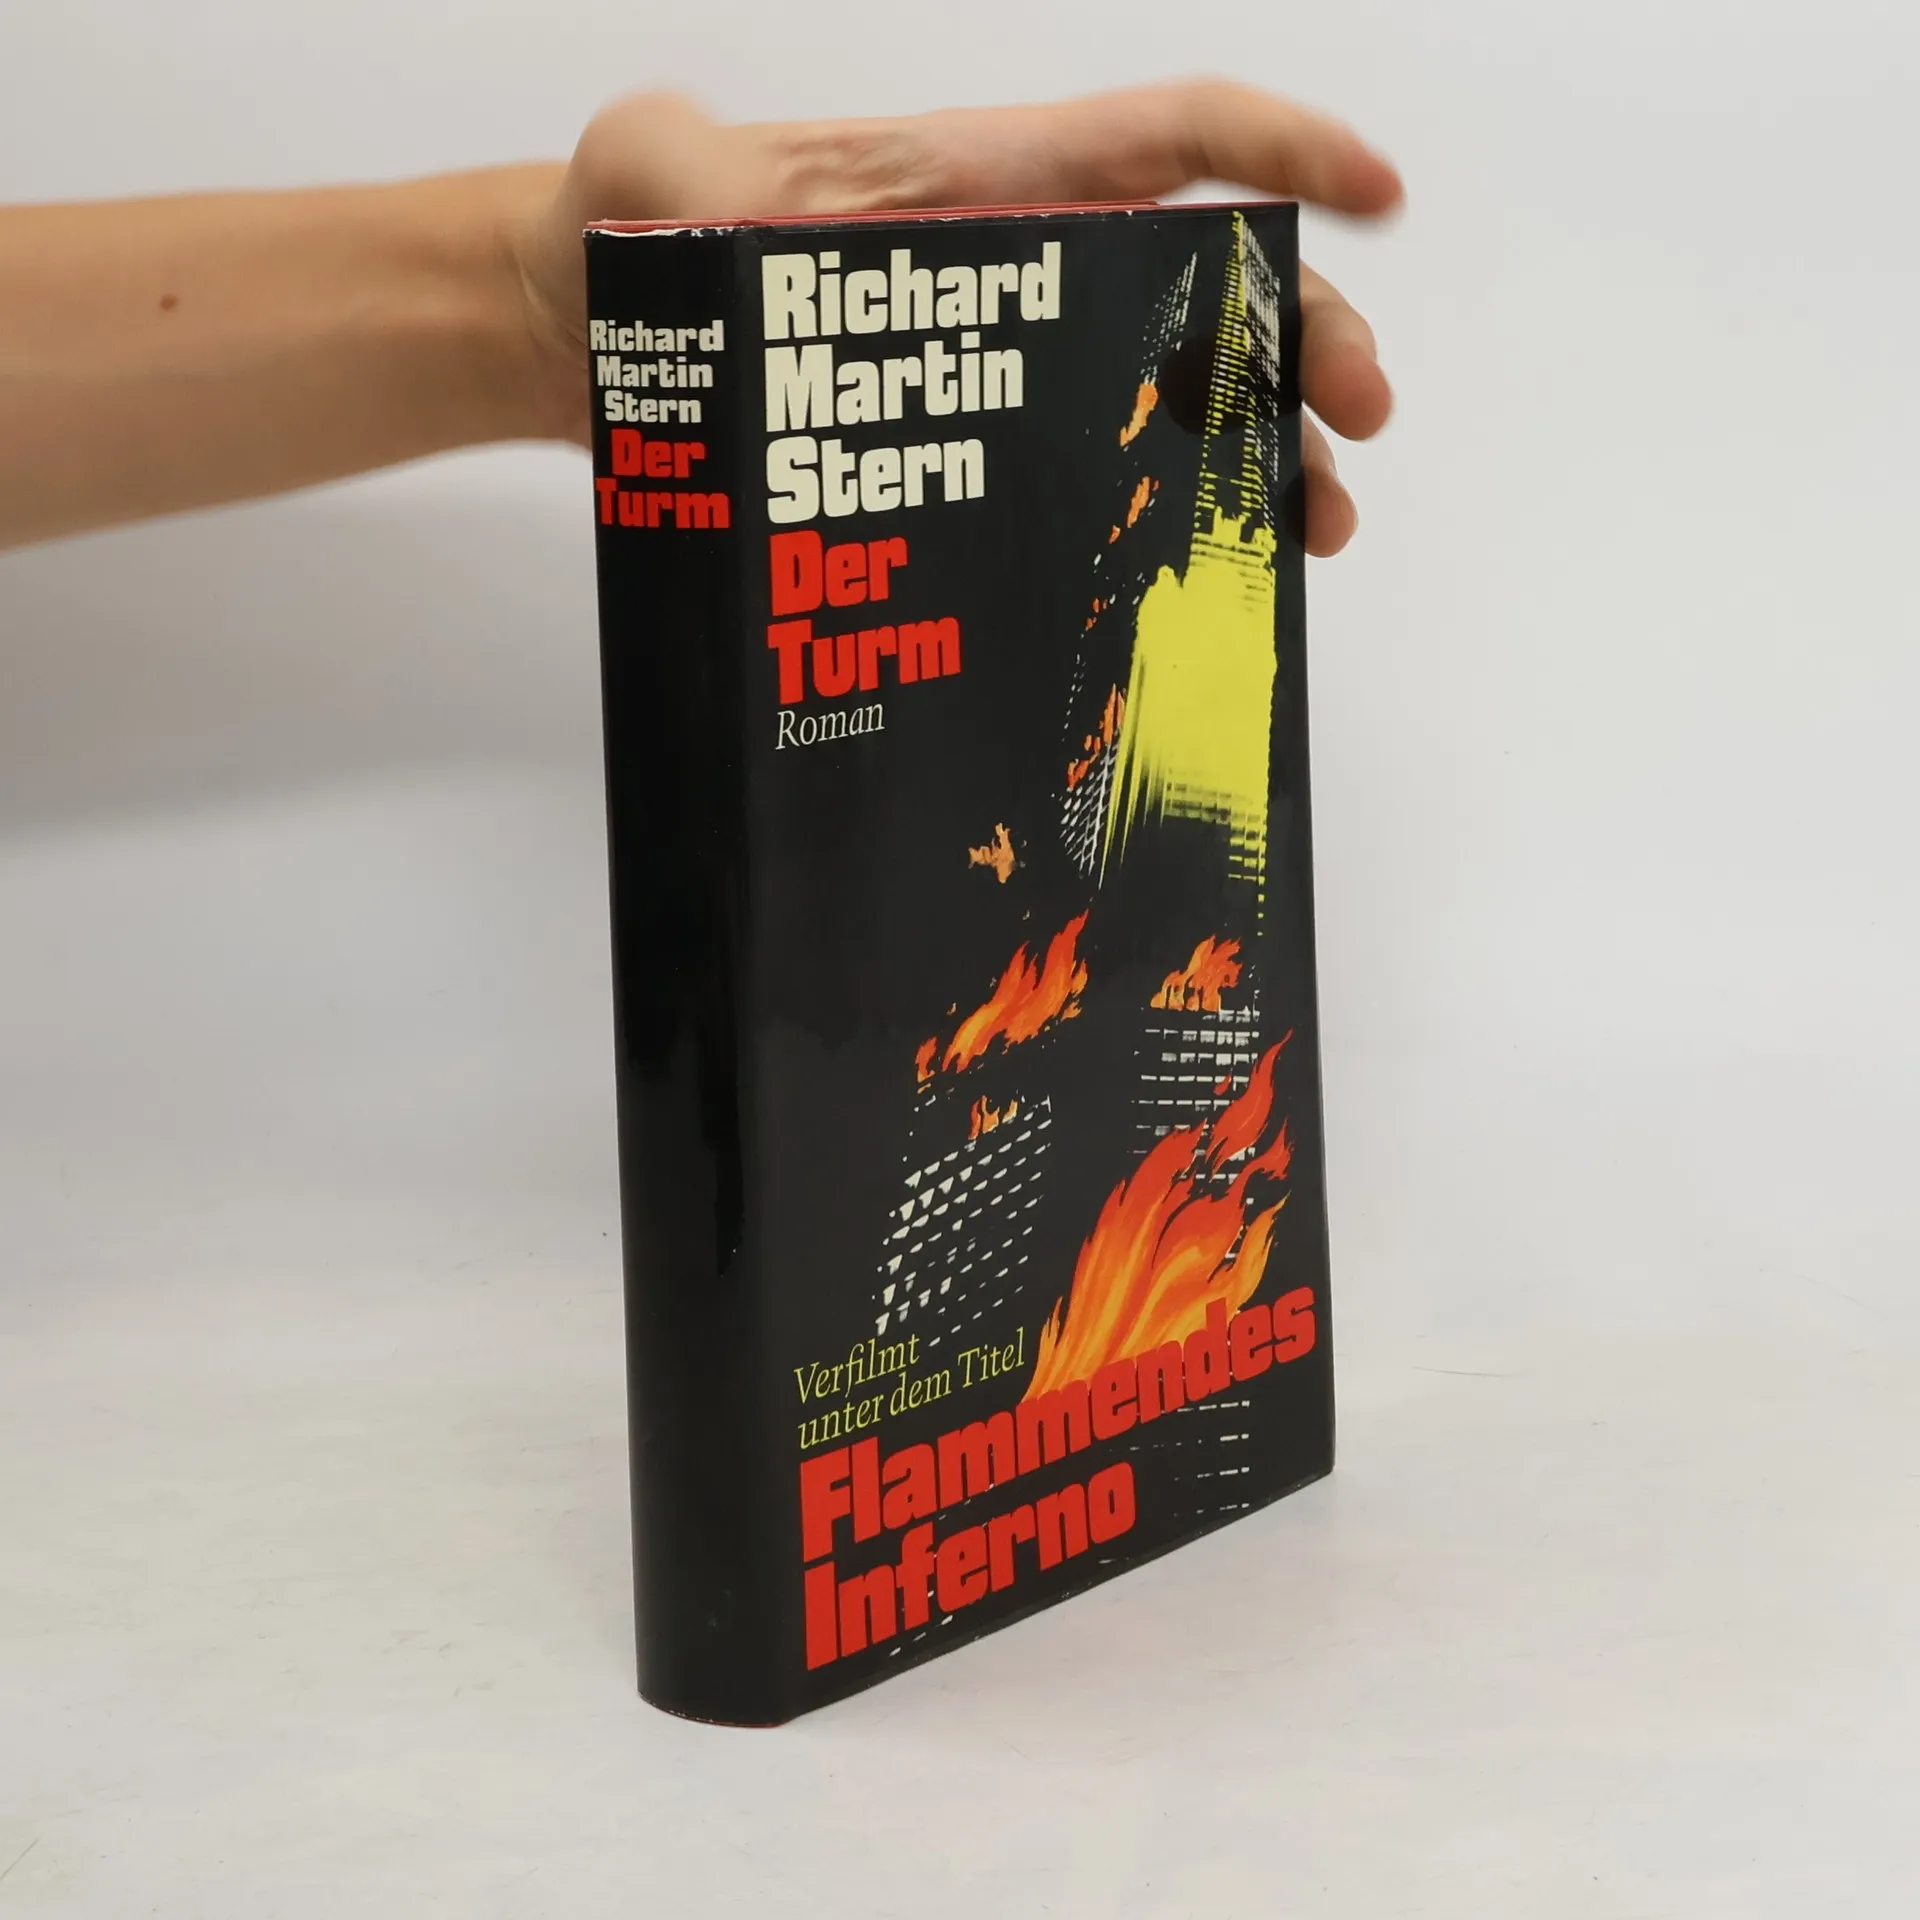 Richard
Martin
Stern
Der
Turm
Richard
Martin
Stern
Der
Turm
Roman
Verfilmt
unter dem Titel
Flammendes
Inferno